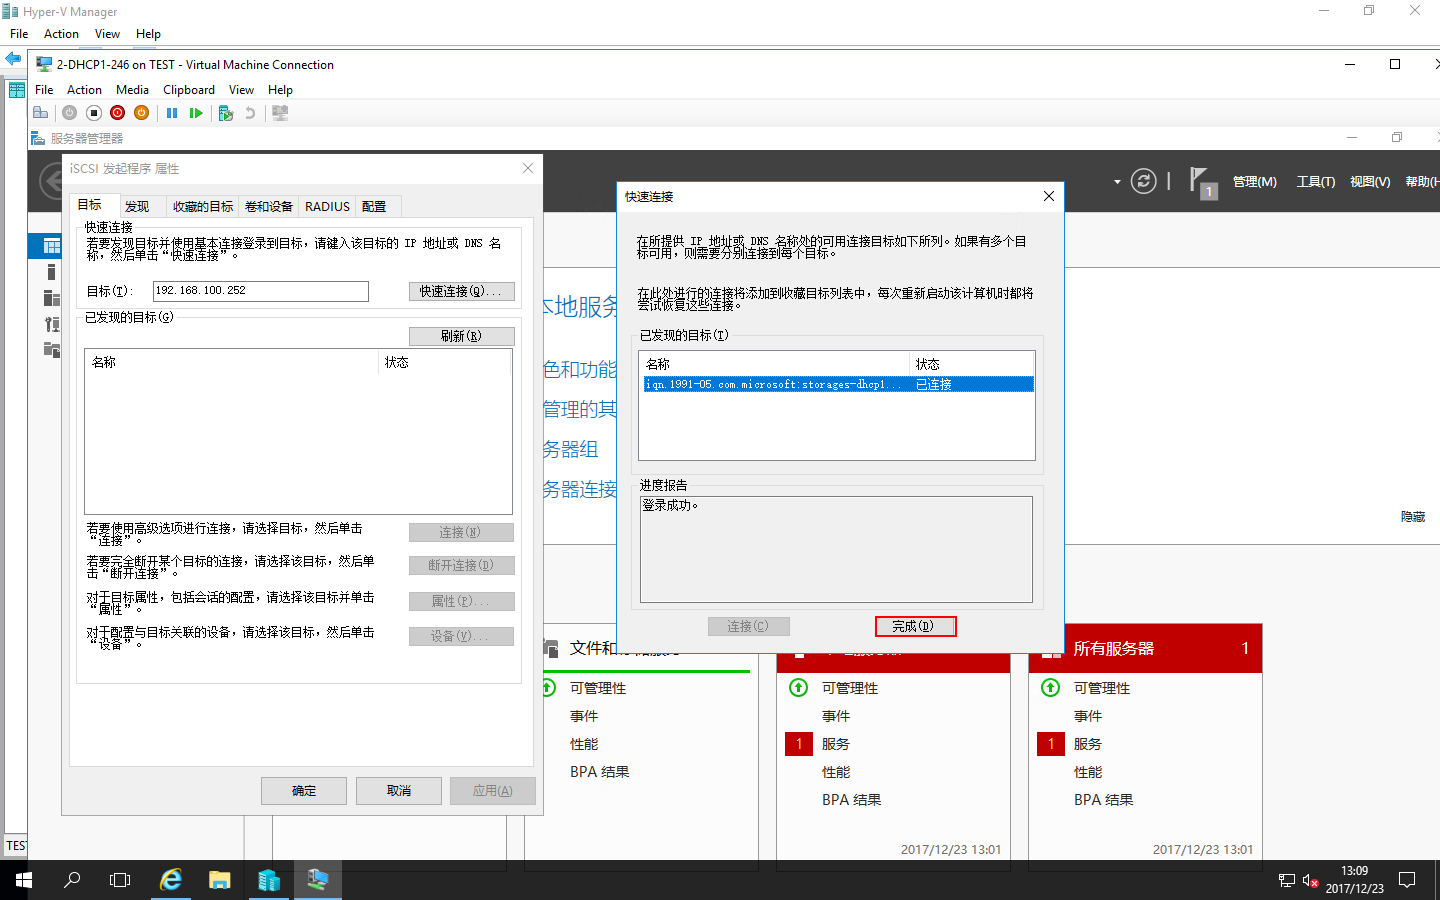 Hyper-V Manager
File Action View Help
2-DHCP1-246 on TEST - Virtual Machine Connection
File Action Media Clipboard View Help
服务器管理器
1 管理(M) 工具(T) 视图(V) 帮助(H
iSCSI 发起程序 属性
目标 发现 收藏的目标 卷和设备 RADIUS 配置
快速连接
若要发现目标并使用基本连接登录到目标，请键入该目标的 IP 地址或 DNS 名
称，然后单击“快速连接”。
目标(T): 192.168.100.252 快速连接(Q)...
已发现的目标(G)
刷新(R)
名称 状态
若要使用高级选项进行连接，请选择目标，然后单击
“连接”。
连接(N)
若要完全断开某个目标的连接，请选择该目标，然后单
击“断开连接”。
断开连接(D)
对于目标属性，包括会话的配置，请选择该目标并单击
“属性”。
属性(P)...
对于配置与目标关联的设备，请选择该目标，然后单击
“设备”。
设备(V)...
确定 取消 应用(A)
快速连接
在所提供 IP 地址或 DNS 名称处的可用连接目标如下所列。如果有多个目
标可用，则需要分别连接到每个目标。
在此处进行的连接将添加到收藏目标列表中，每次重新启动该计算机时都将
尝试恢复这些连接。
已发现的目标(T)
名称 状态
iqn.1991-05.com.microsoft:storages-dhcp1... 已连接
进度报告
登录成功。
连接(C) 完成(D)
本地服务
色和功能
管理的其
务器组
务器连接
隐藏
文件和
可管理性
事件
性能
BPA 结果
可管理性
事件
1 服务
性能
BPA 结果
2017/12/23 13:01
所有服务器 1
可管理性
事件
1 服务
性能
BPA 结果
2017/12/23 13:01
TEST
13:09
2017/12/23